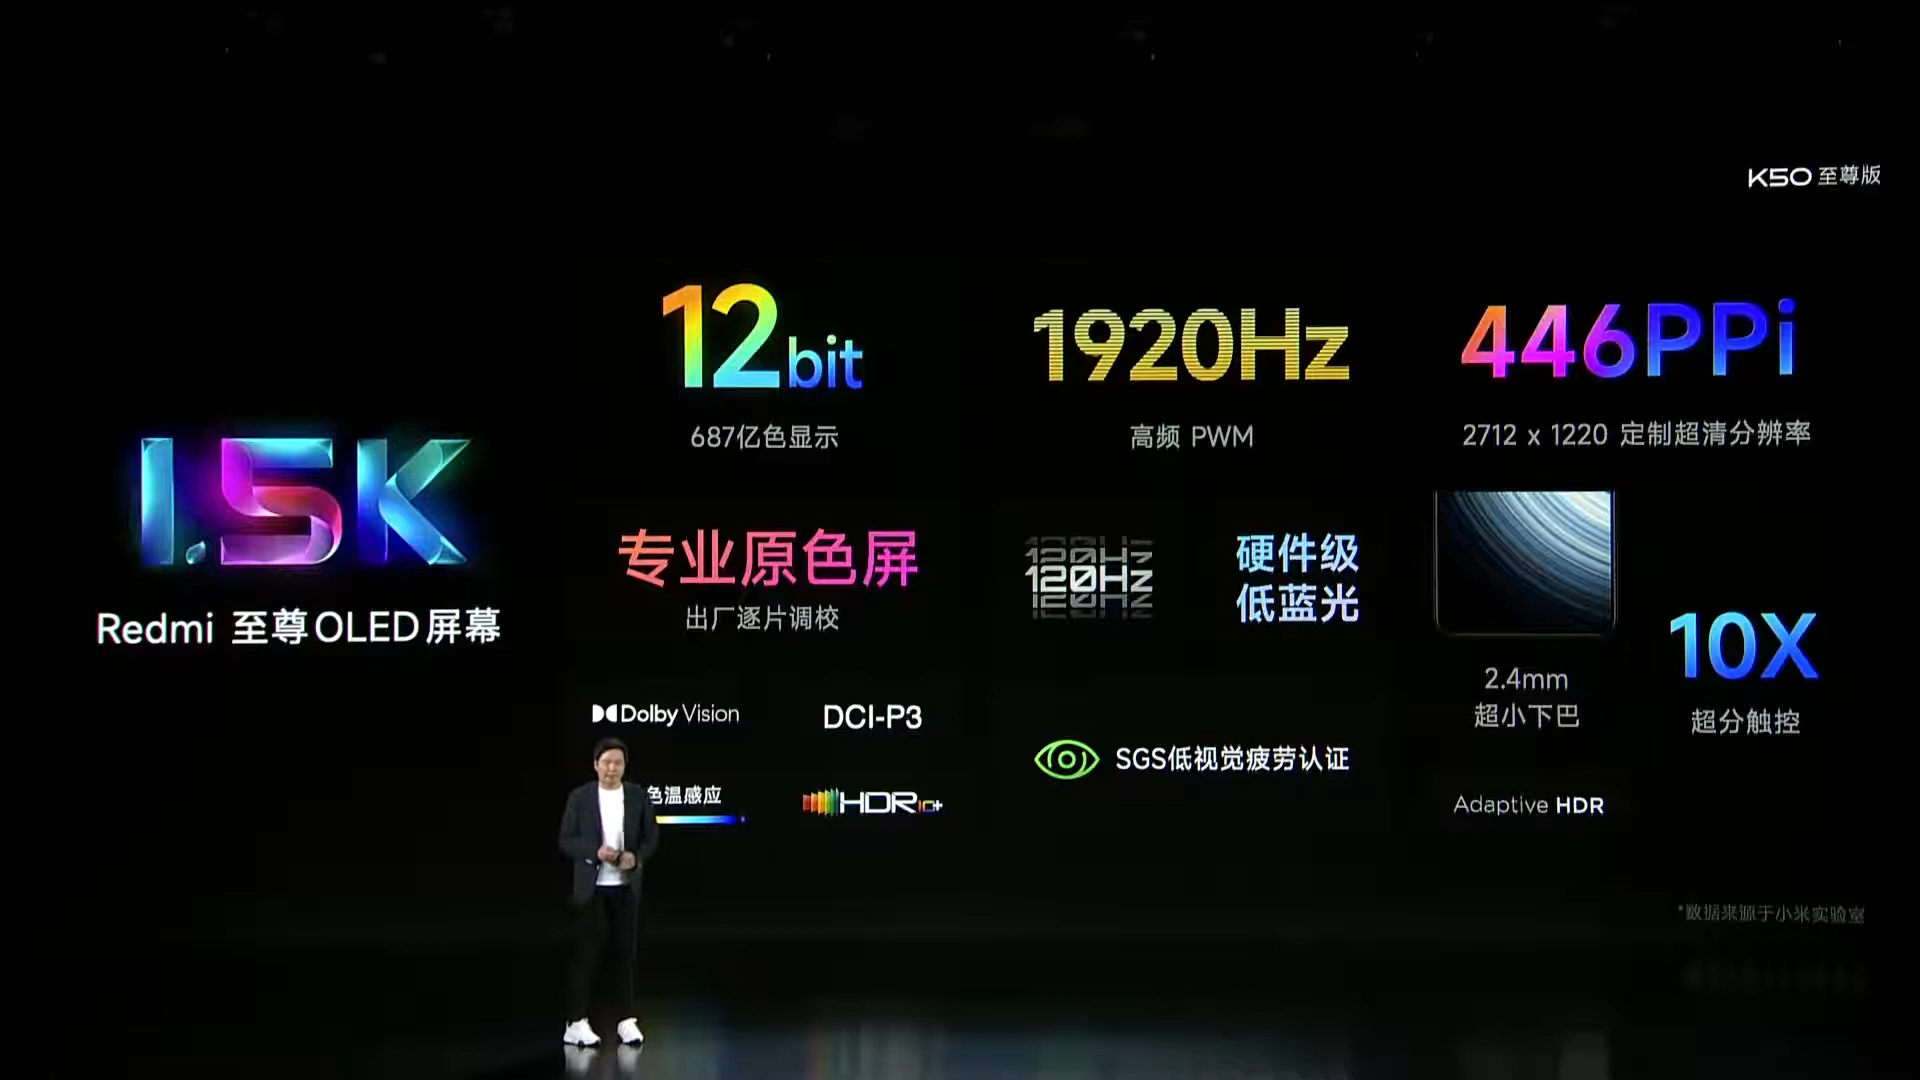 K50 至尊版
1.5K
Redmi 至尊OLED屏幕
12bit
687亿色显示
1920Hz
高频 PWM
446PPi
2712 x 1220 定制超清分辨率
专业原色屏
出厂逐片调校
120Hz
120Hz
120Hz
硬件级
低蓝光
2.4mm
超小下巴
10X
超分触控
Dolby Vision
DCI-P3
色温感应
HDR10+
SGS低视觉疲劳认证
Adaptive HDR
*数据来源于小米实验室